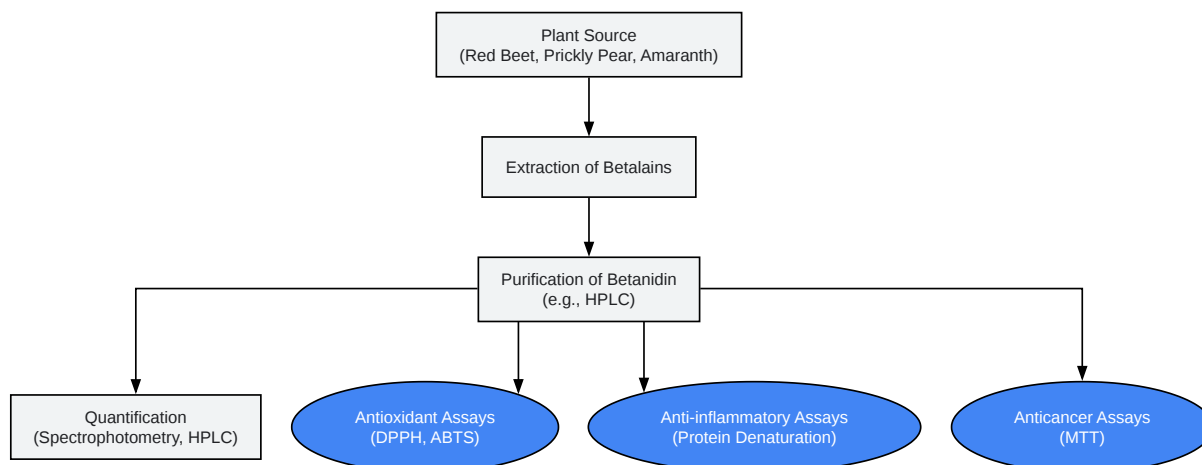 Plant Source
(Red Beet, Prickly Pear, Amaranth)
Extraction of Betalains
Purification of Betanidin
(e.g., HPLC)
Quantification
(Spectrophotometry, HPLC)
Antioxidant Assays
(DPPH, ABTS)
Anti-inflammatory Assays
(Protein Denaturation)
Anticancer Assays
(MTT)